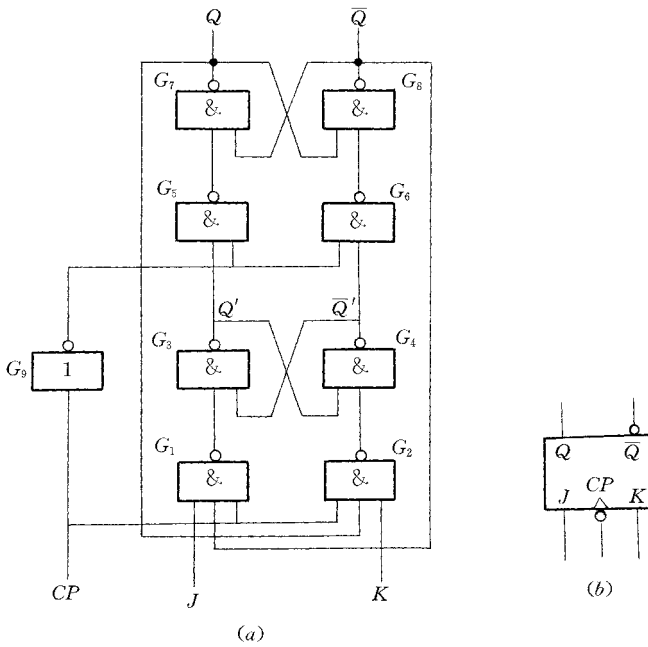 Q Q̅
G₇ & & G₈
G₅ & & G₆
Q′ Q̅′
G₃ & & G₄
G₉ 1
G₁ & & G₂
CP J K
(a)
Q Q̅
J CP K
(b)